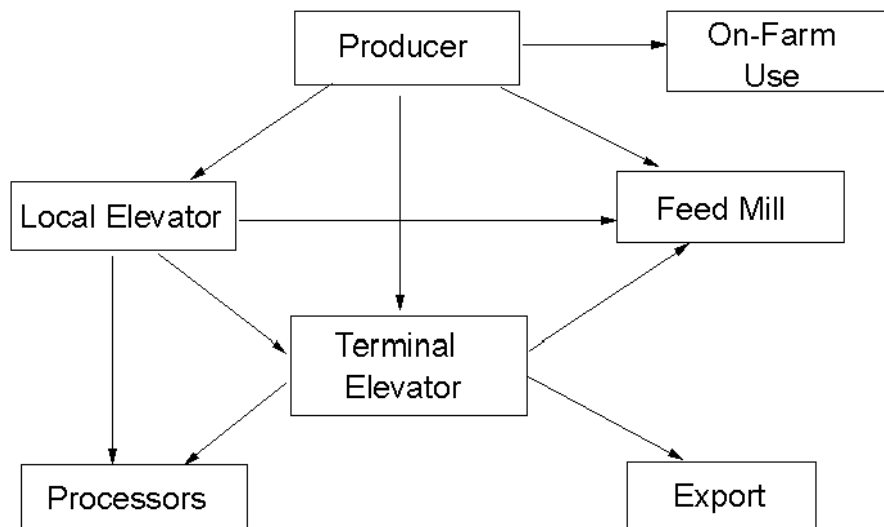 Producer
On-Farm
Use
Local Elevator
Feed Mill
Terminal
Elevator
Processors
Export